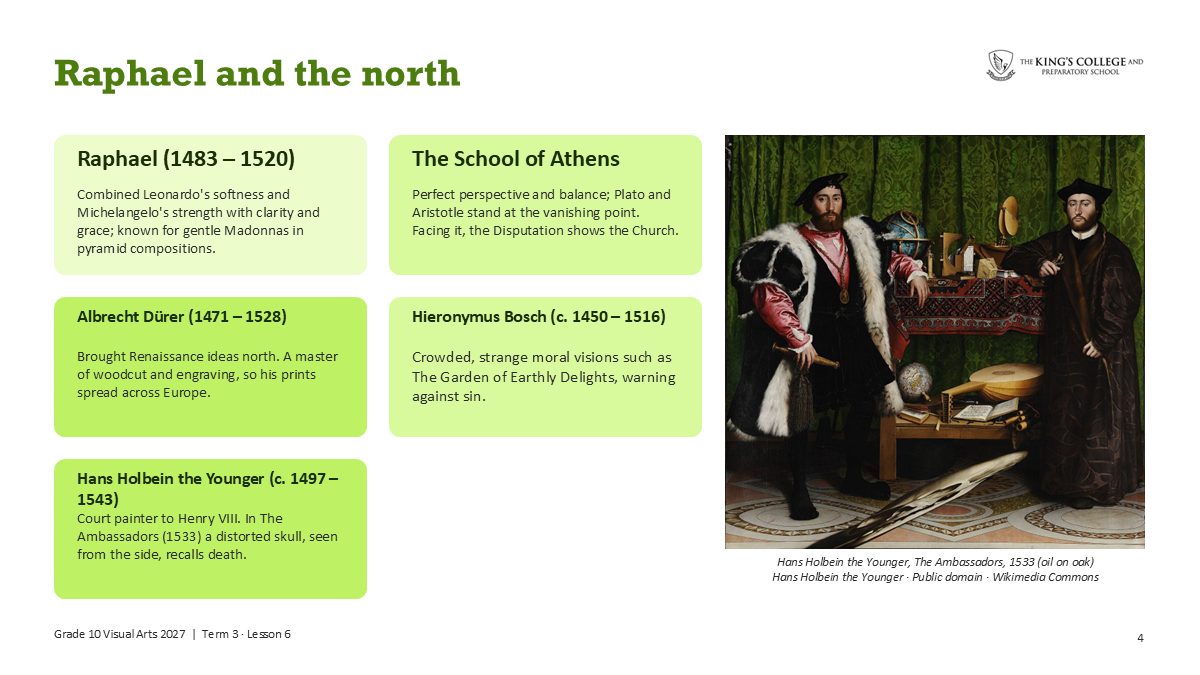 Raphael and the north
THE KING'S COLLEGE AND
PREPARATORY SCHOOL
Raphael (1483 – 1520)
Combined Leonardo's softness and
Michelangelo's strength with clarity and
grace; known for gentle Madonnas in
pyramid compositions.
The School of Athens
Perfect perspective and balance; Plato and
Aristotle stand at the vanishing point.
Facing it, the Disputation shows the Church.
Albrecht Dürer (1471 – 1528)
Brought Renaissance ideas north. A master
of woodcut and engraving, so his prints
spread across Europe.
Hieronymus Bosch (c. 1450 – 1516)
Crowded, strange moral visions such as
The Garden of Earthly Delights, warning
against sin.
Hans Holbein the Younger (c. 1497 –
1543)
Court painter to Henry VIII. In The
Ambassadors (1533) a distorted skull, seen
from the side, recalls death.
Hans Holbein the Younger, The Ambassadors, 1533 (oil on oak)
Hans Holbein the Younger · Public domain · Wikimedia Commons
Grade 10 Visual Arts 2027 | Term 3 · Lesson 6
4